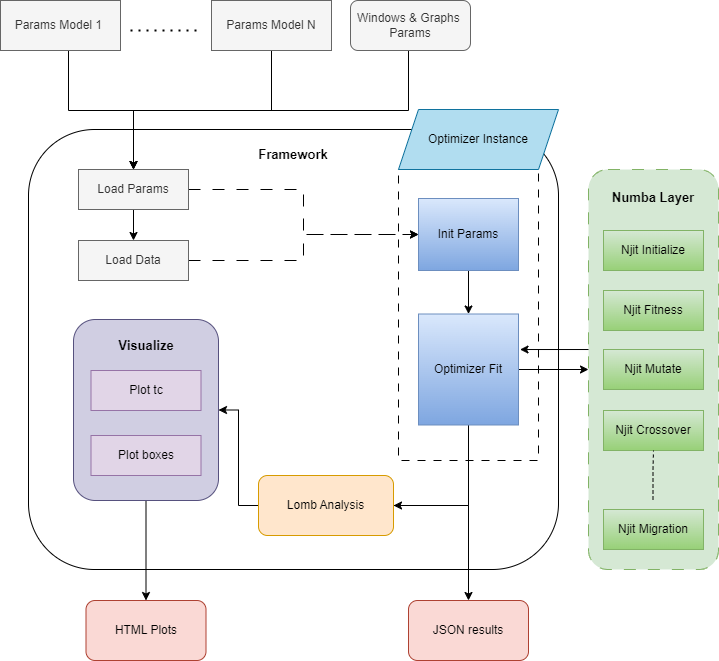 Params Model 1
Params Model N
Windows & Graphs
Params
Optimizer Instance
Framework
Load Params
Load Data
Init Params
Optimizer Fit
Numba Layer
Njit Initialize
Njit Fitness
Njit Mutate
Njit Crossover
Njit Migration
Visualize
Plot tc
Plot boxes
Lomb Analysis
HTML Plots
JSON results